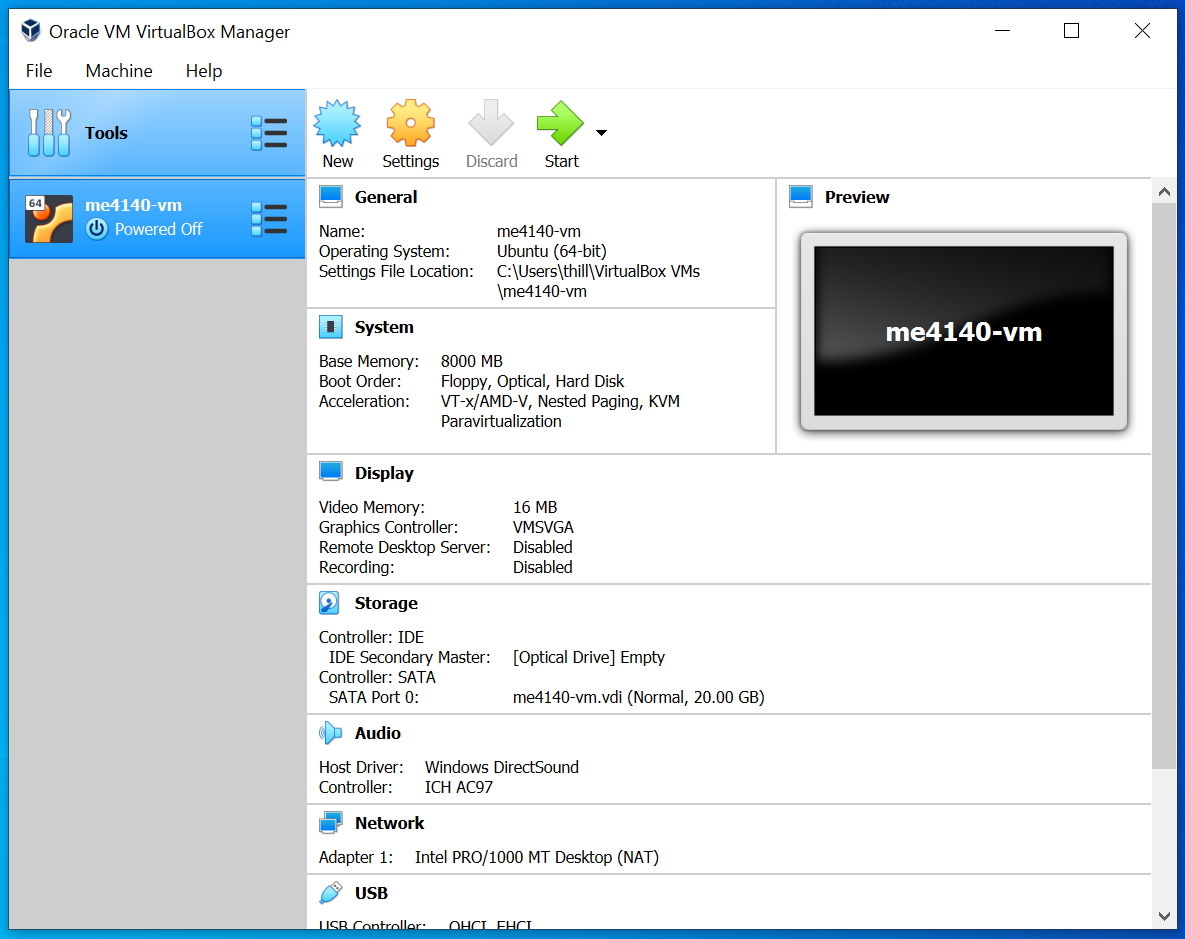 Oracle VM VirtualBox Manager
File Machine Help
Tools
New Settings Discard Start
64
me4140-vm
Powered Off
General
Name: me4140-vm
Operating System: Ubuntu (64-bit)
Settings File Location: C:\Users\thill\VirtualBox VMs
\me4140-vm
Preview
me4140-vm
System
Base Memory: 8000 MB
Boot Order: Floppy, Optical, Hard Disk
Acceleration: VT-x/AMD-V, Nested Paging, KVM
Paravirtualization
Display
Video Memory: 16 MB
Graphics Controller: VMSVGA
Remote Desktop Server: Disabled
Recording: Disabled
Storage
Controller: IDE
IDE Secondary Master: [Optical Drive] Empty
Controller: SATA
SATA Port 0: me4140-vm.vdi (Normal, 20.00 GB)
Audio
Host Driver: Windows DirectSound
Controller: ICH AC97
Network
Adapter 1: Intel PRO/1000 MT Desktop (NAT)
USB
USB Controller: OHCI, EHCI